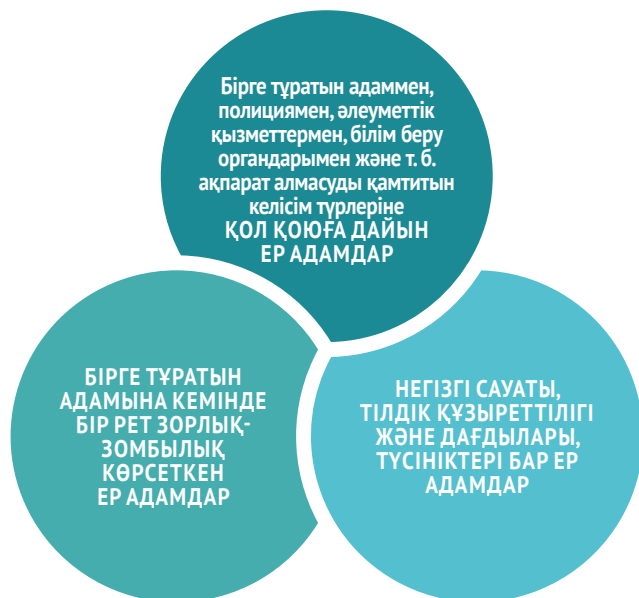 Бірге тұратын адаммен,
полициямен, әлеуметтік
қызметтермен, білім беру
органдарымен және т. б.
ақпарат алмасуды қамтитын
келісім түрлеріне
ҚОЛ ҚОЮҒА ДАЙЫН
ЕР АДАМДАР
БІРГЕ ТҰРАТЫН
АДАМЫНА КЕМІНДЕ
БІР РЕТ ЗОРЛЫҚ-
ЗОМБЫЛЫҚ
КӨРСЕТКЕН
ЕР АДАМДАР
НЕГІЗГІ САУАТЫ,
ТІЛДІК ҚҰЗЫРЕТТІЛІГІ
ЖӘНЕ ДАҒДЫЛАРЫ,
ТҮСІНІКТЕРІ БАР ЕР
АДАМДАР